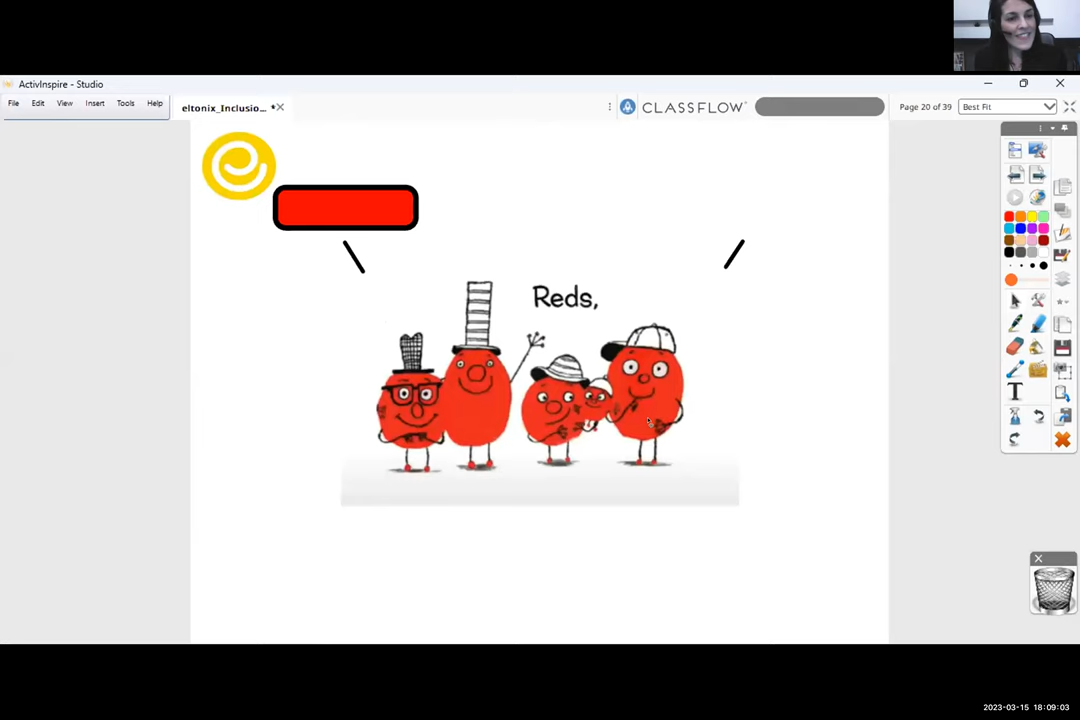 ActivInspire - Studio
File Edit View Insert Tools Help
eltonix_Inclusio... *
CLASSFLOW
Page 20 of 39
Best Fit
Reds,
T
2023-03-15 18:09:03